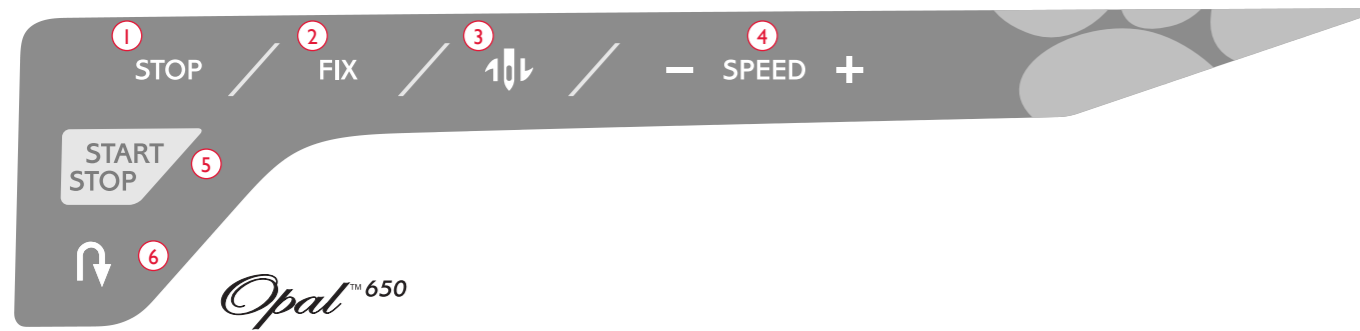 1 2 3 4
STOP FIX - SPEED +
START
STOP
5
6
Opal™ 650